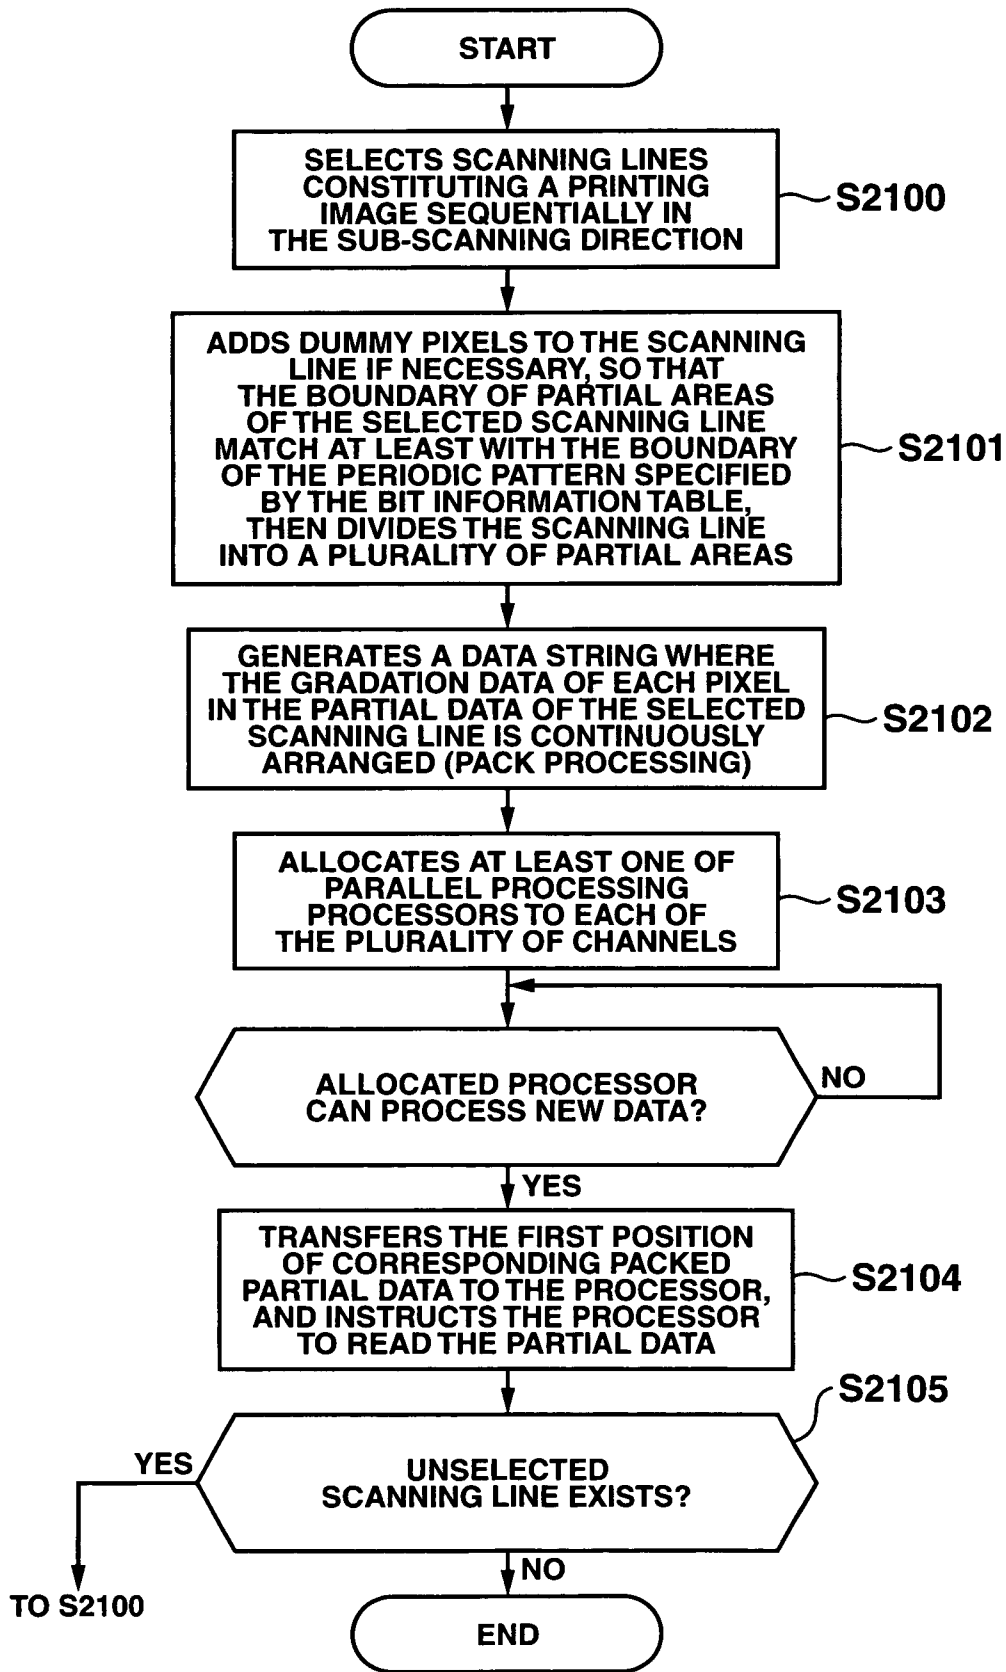 START
SELECTS SCANNING LINES
CONSTITUTING A PRINTING
IMAGE SEQUENTIALLY IN
THE SUB-SCANNING DIRECTION
S2100
ADDS DUMMY PIXELS TO THE SCANNING
LINE IF NECESSARY, SO THAT
THE BOUNDARY OF PARTIAL AREAS
OF THE SELECTED SCANNING LINE
MATCH AT LEAST WITH THE BOUNDARY
OF THE PERIODIC PATTERN SPECIFIED
BY THE BIT INFORMATION TABLE,
THEN DIVIDES THE SCANNING LINE
INTO A PLURALITY OF PARTIAL AREAS
S2101
GENERATES A DATA STRING WHERE
THE GRADATION DATA OF EACH PIXEL
IN THE PARTIAL DATA OF THE SELECTED
SCANNING LINE IS CONTINUOUSLY
ARRANGED (PACK PROCESSING)
S2102
ALLOCATES AT LEAST ONE OF
PARALLEL PROCESSING
PROCESSORS TO EACH OF
THE PLURALITY OF CHANNELS
S2103
ALLOCATED PROCESSOR
CAN PROCESS NEW DATA?
NO
YES
TRANSFERS THE FIRST POSITION
OF CORRESPONDING PACKED
PARTIAL DATA TO THE PROCESSOR,
AND INSTRUCTS THE PROCESSOR
TO READ THE PARTIAL DATA
S2104
S2105
UNSELECTED
SCANNING LINE EXISTS?
YES
TO S2100
NO
END